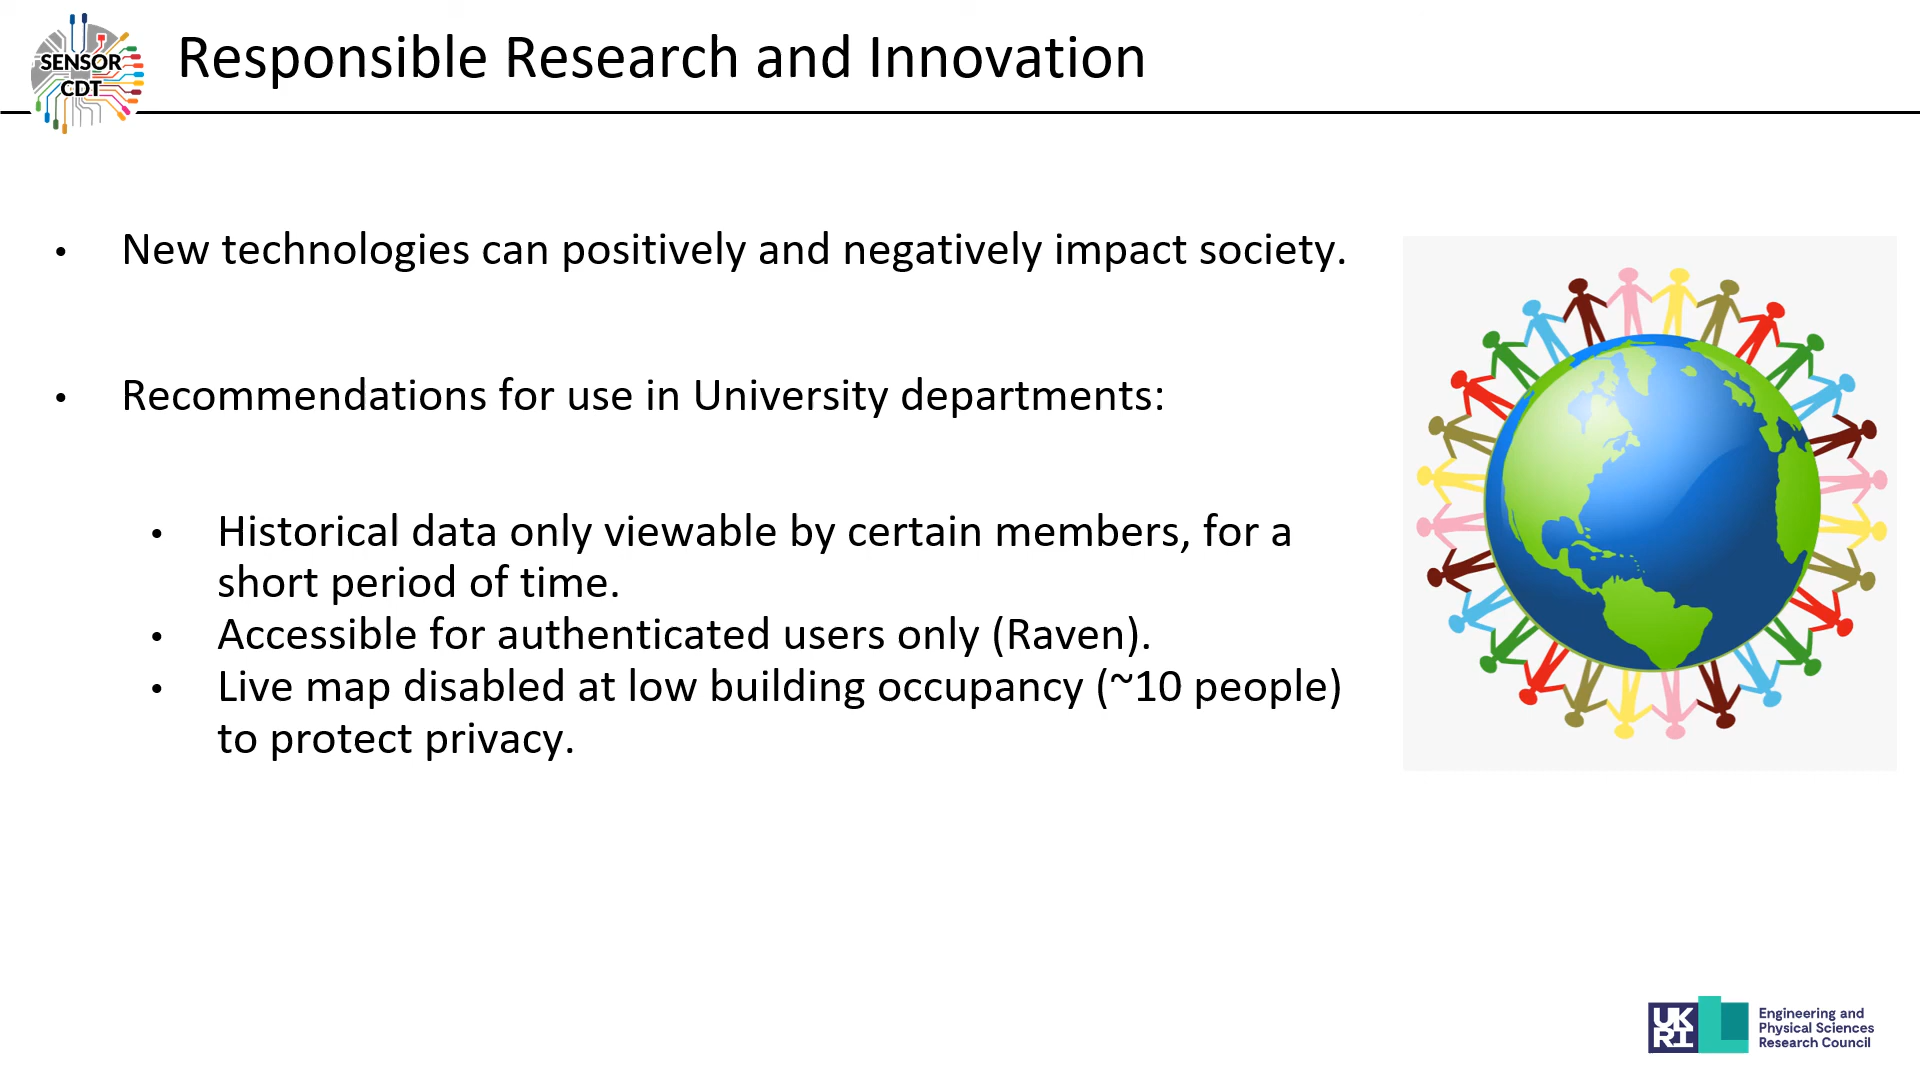 SENSOR
CDT
Responsible Research and Innovation
• New technologies can positively and negatively impact society.
• Recommendations for use in University departments:
• Historical data only viewable by certain members, for a
short period of time.
• Accessible for authenticated users only (Raven).
• Live map disabled at low building occupancy (~10 people)
to protect privacy.
UK
RI
Engineering and
Physical Sciences
Research Council